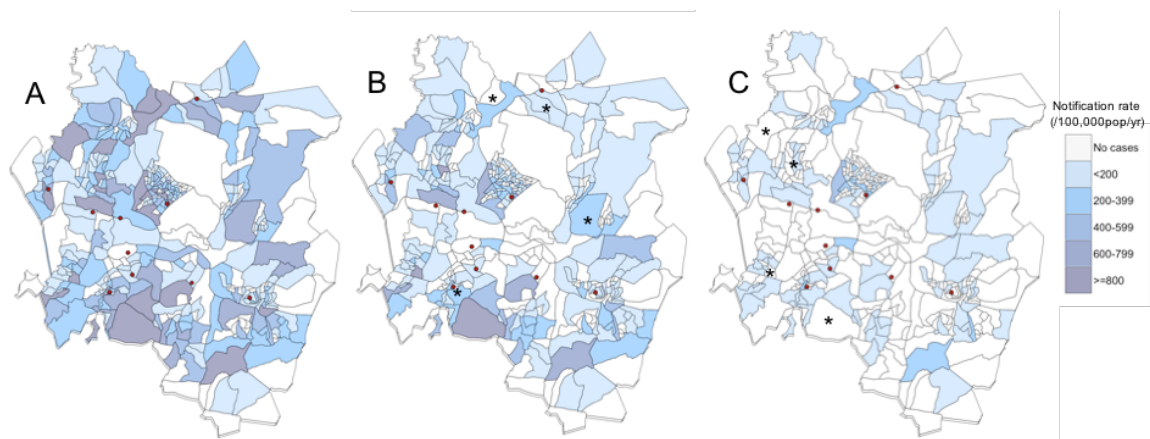 A
B
C
*
*
*
*
*
*
*
*
Notification rate
(/100,000pop/yr)
No cases
<200
200-399
400-599
600-799
>=800